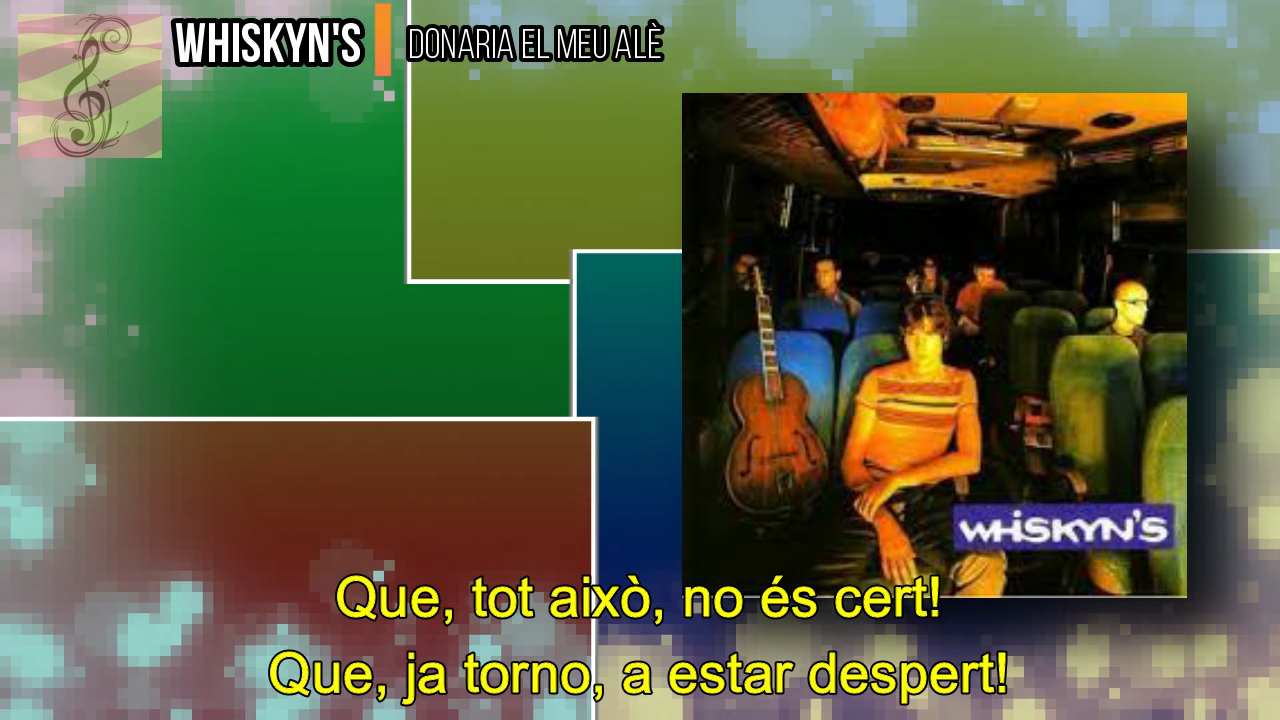 WHISKYN'S
DONARIA EL MEU ALÈ
WHISKYN'S
Que, tot això, no és cert!
Que, ja torno, a estar despert!